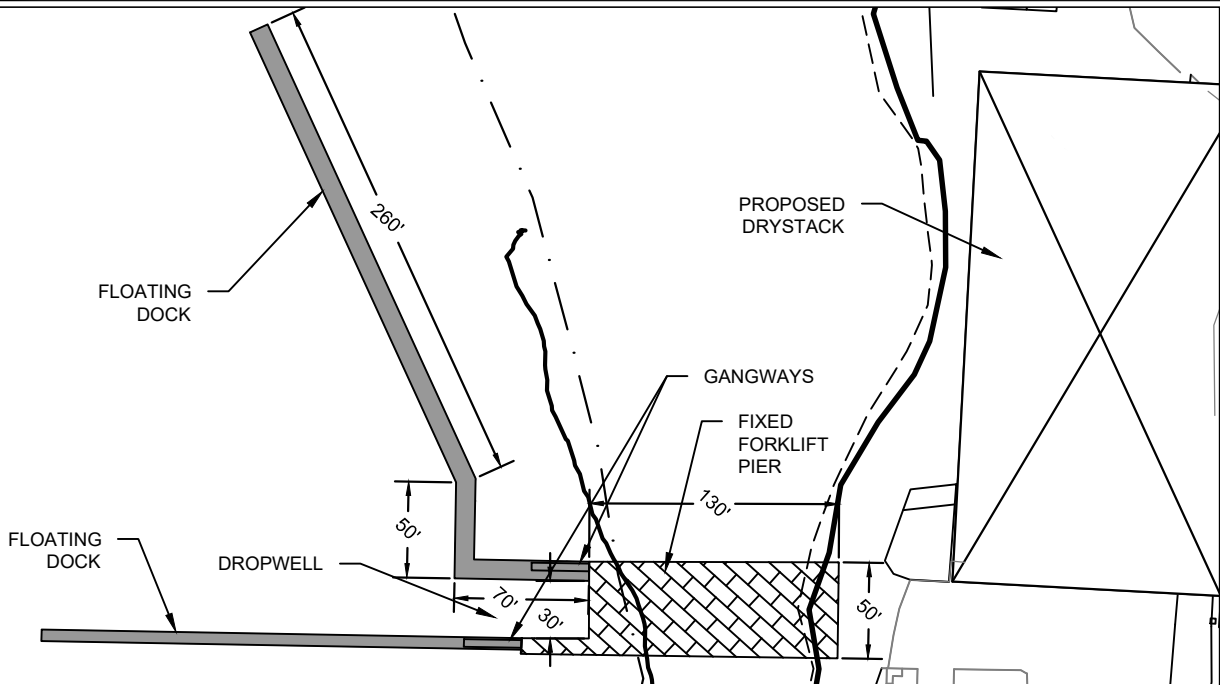 260'
PROPOSED
DRYSTACK
FLOATING
DOCK
GANGWAYS
FIXED
FORKLIFT
PIER
130'
50'
FLOATING
DOCK
DROPWELL
70'
30'
50'